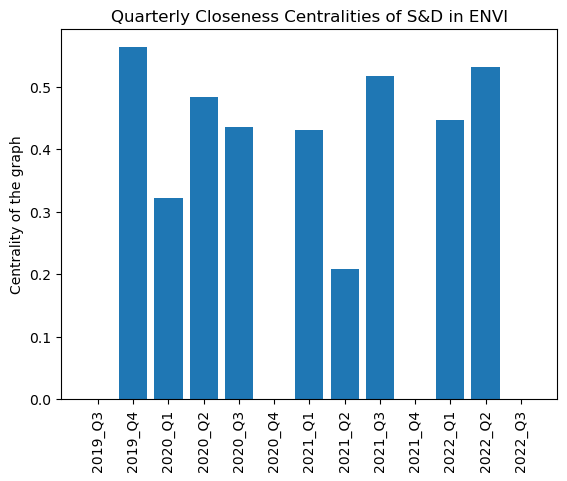 Quarterly Closeness Centralities of S&D in ENVI
Centrality of the graph
0.5
0.4
0.3
0.2
0.1
0.0
2019_Q3
2019_Q4
2020_Q1
2020_Q2
2020_Q3
2020_Q4
2021_Q1
2021_Q2
2021_Q3
2021_Q4
2022_Q1
2022_Q2
2022_Q3